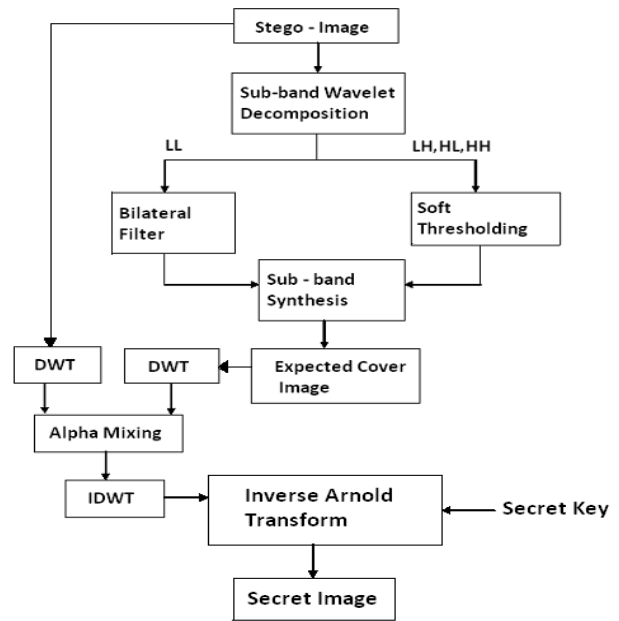 Stego - Image
Sub-band Wavelet
Decomposition
LL
LH,HL,HH
Bilateral
Filter
Soft
Thresholding
Sub - band
Synthesis
DWT
DWT
Expected Cover
Image
Alpha Mixing
IDWT
Inverse Arnold
Transform
Secret Key
Secret Image